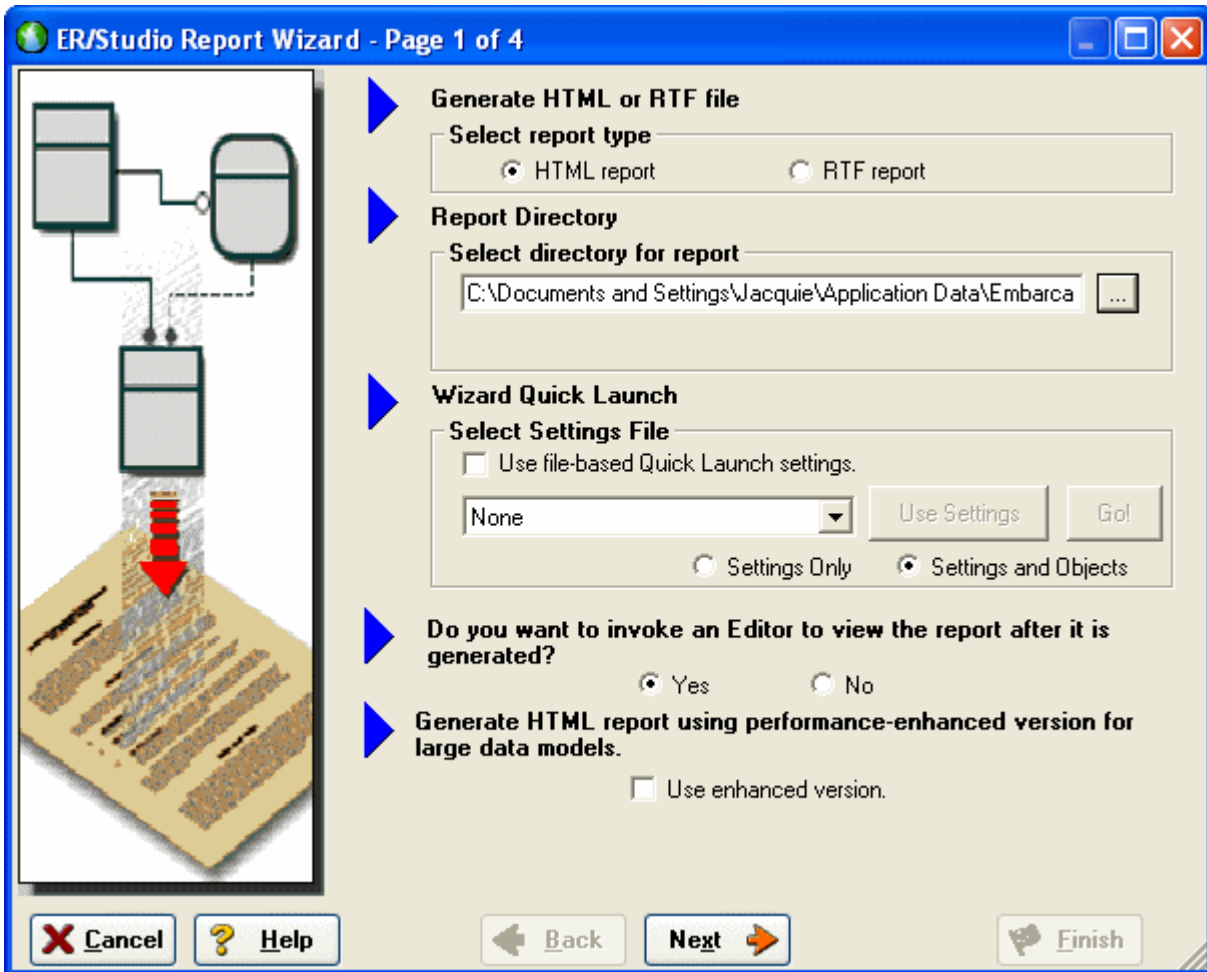 ER/Studio Report Wizard - Page 1 of 4
Generate HTML or RTF file
Select report type
HTML report RTF report
Report Directory
Select directory for report
C:\Documents and Settings\Jacquie\Application Data\Embarca ...
Wizard Quick Launch
Select Settings File
Use file-based Quick Launch settings.
None Use Settings Go!
Settings Only Settings and Objects
Do you want to invoke an Editor to view the report after it is
generated?
Yes No
Generate HTML report using performance-enhanced version for
large data models.
Use enhanced version.
Cancel Help Back Next Finish